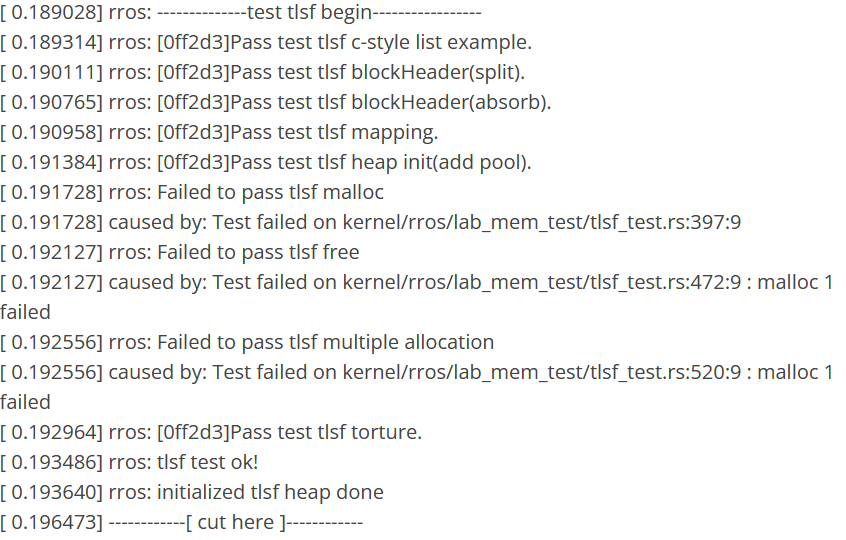 [ 0.189028] rros: --------------test tlsf begin-----------------
[ 0.189314] rros: [0ff2d3]Pass test tlsf c-style list example.
[ 0.190111] rros: [0ff2d3]Pass test tlsf blockHeader(split).
[ 0.190765] rros: [0ff2d3]Pass test tlsf blockHeader(absorb).
[ 0.190958] rros: [0ff2d3]Pass test tlsf mapping.
[ 0.191384] rros: [0ff2d3]Pass test tlsf heap init(add pool).
[ 0.191728] rros: Failed to pass tlsf malloc
[ 0.191728] caused by: Test failed on kernel/rros/lab_mem_test/tlsf_test.rs:397:9
[ 0.192127] rros: Failed to pass tlsf free
[ 0.192127] caused by: Test failed on kernel/rros/lab_mem_test/tlsf_test.rs:472:9 : malloc 1
failed
[ 0.192556] rros: Failed to pass tlsf multiple allocation
[ 0.192556] caused by: Test failed on kernel/rros/lab_mem_test/tlsf_test.rs:520:9 : malloc 1
failed
[ 0.192964] rros: [0ff2d3]Pass test tlsf torture.
[ 0.193486] rros: tlsf test ok!
[ 0.193640] rros: initialized tlsf heap done
[ 0.196473] ------------[ cut here ]------------